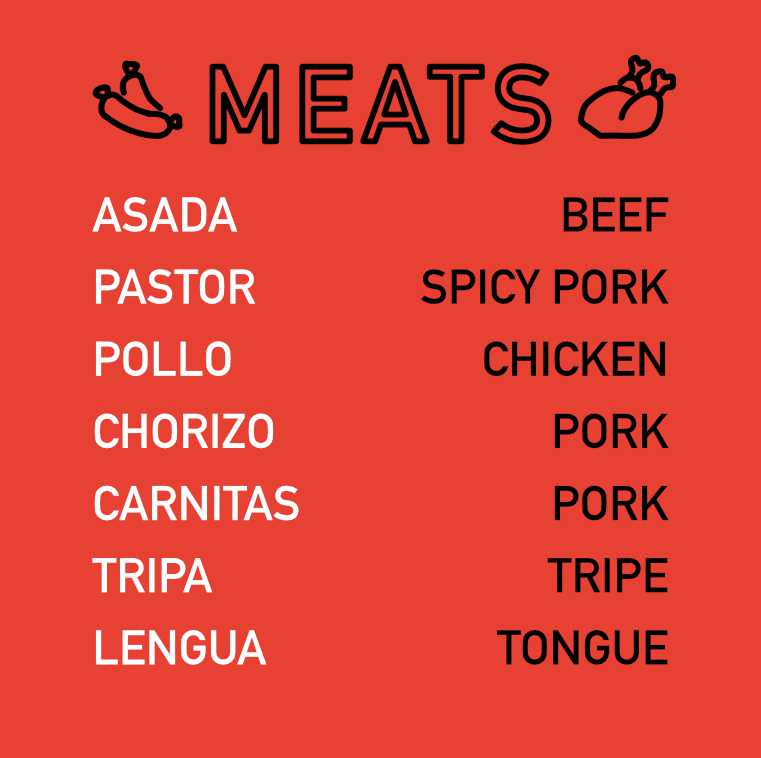 MEATS
ASADA BEEF
PASTOR SPICY PORK
POLLO CHICKEN
CHORIZO PORK
CARNITAS PORK
TRIPA TRIPE
LENGUA TONGUE